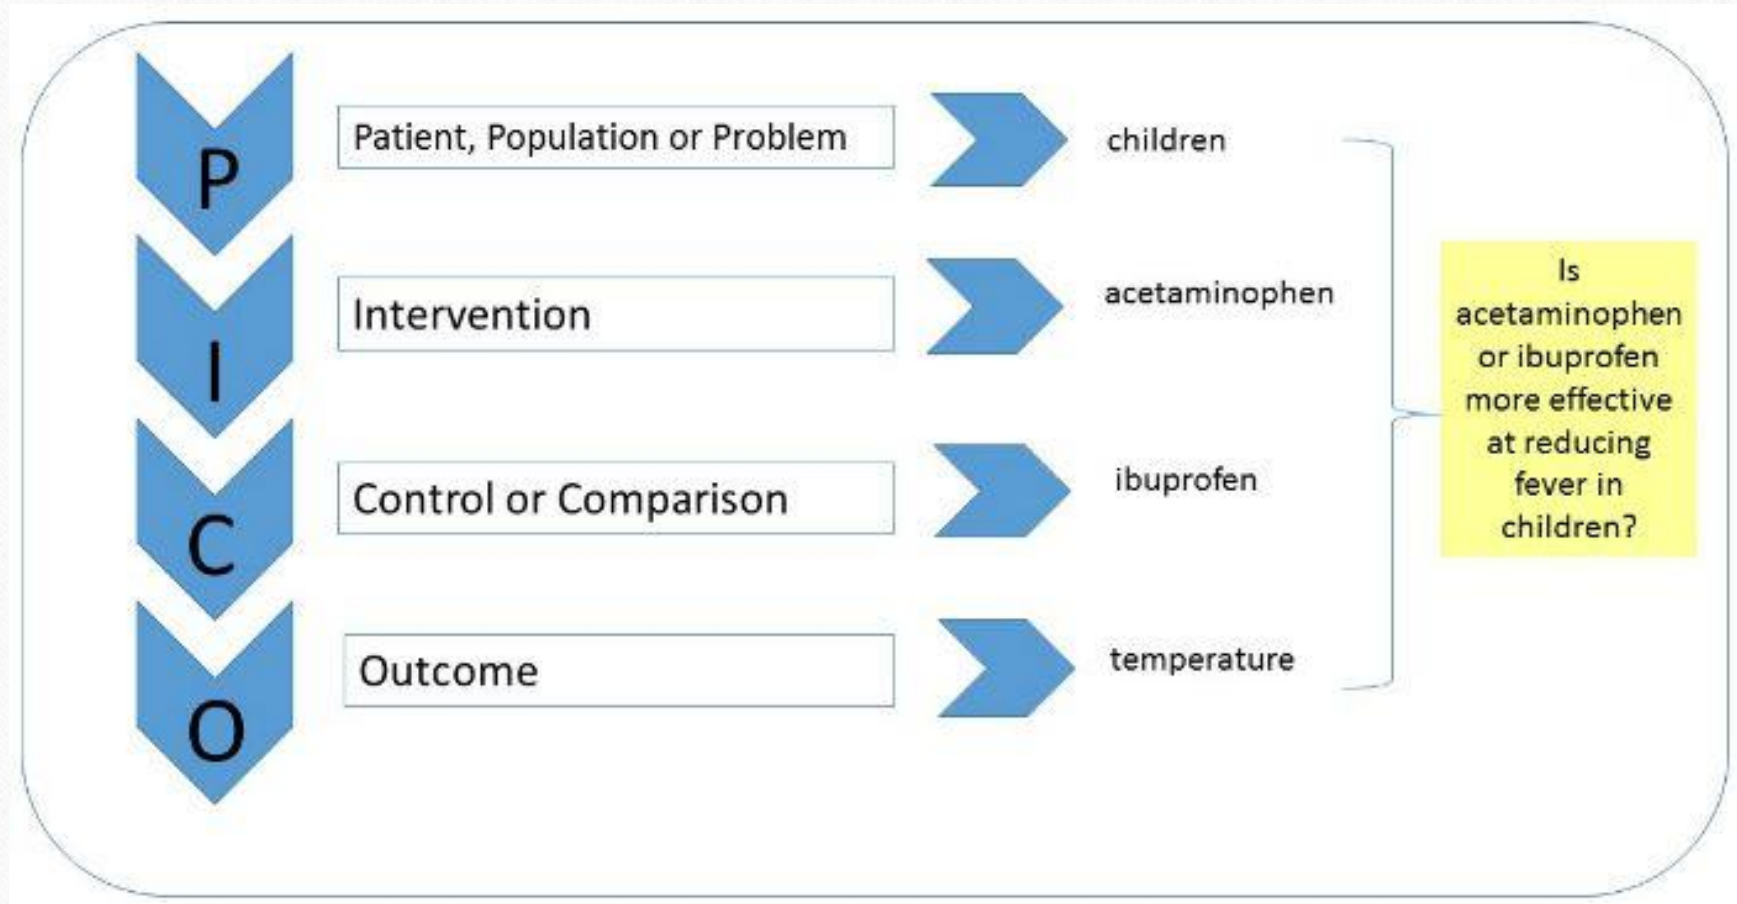 P
Patient, Population or Problem
children
I
Intervention
acetaminophen
C
Control or Comparison
ibuprofen
O
Outcome
temperature
Is
acetaminophen
or ibuprofen
more effective
at reducing
fever in
children?